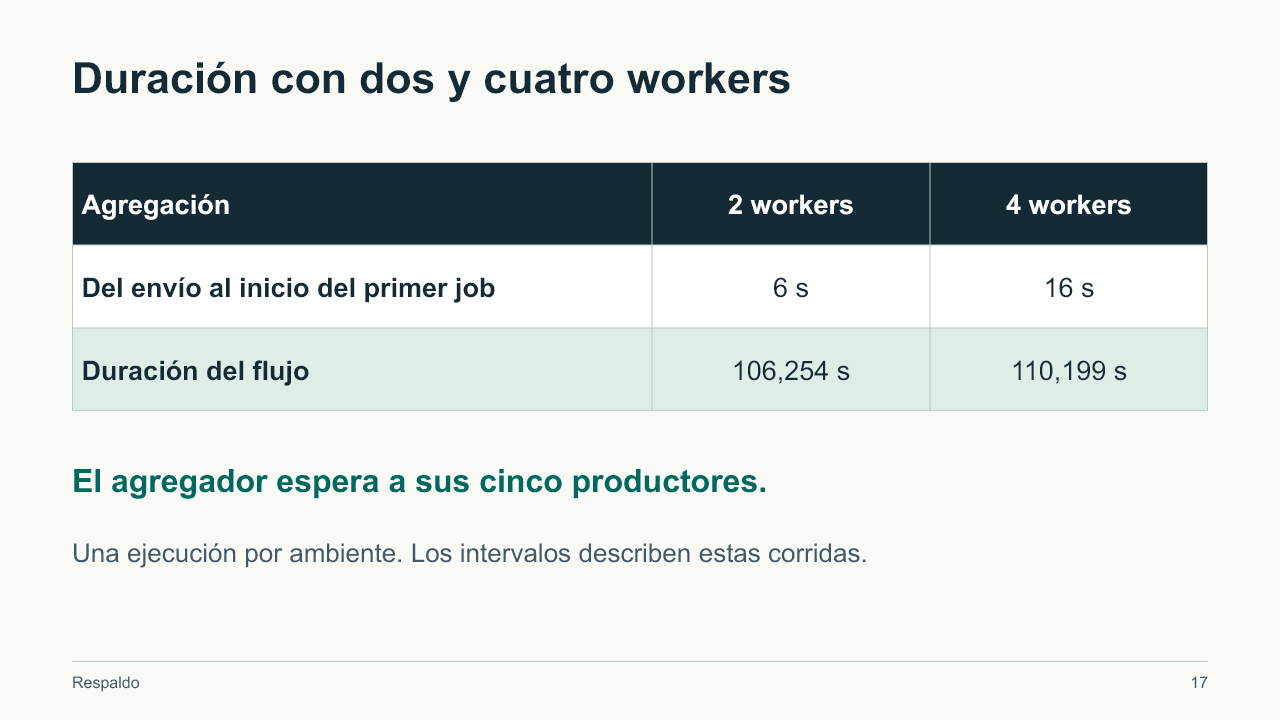 Duración con dos y cuatro workers
Agregación 2 workers 4 workers
Del envío al inicio del primer job 6 s 16 s
Duración del flujo 106,254 s 110,199 s
El agregador espera a sus cinco productores.
Una ejecución por ambiente. Los intervalos describen estas corridas.
Respaldo 17